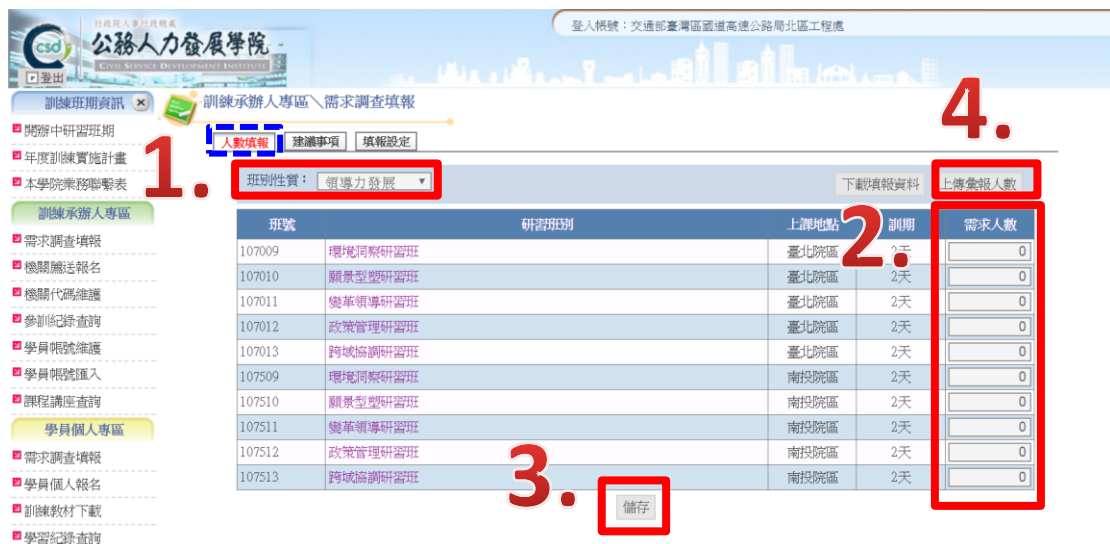 行政院人事行政總處
登入帳號：交通部臺灣區國道高速公路局北區工程處
csd
公務人力發展學院
CIVIL SERVICE DEVELOPMENT INSTITUTE
登出
訓練班期資訊
開辦中研習班期
年度訓練實施計畫
本學院業務聯繫表
訓練承辦人專區
需求調查填報
機關薦送報名
機關代碼維護
參訓紀錄查詢
學員帳號維護
學員帳號匯入
課程講座查詢
學員個人專區
需求調查填報
學員個人報名
訓練教材下載
學習紀錄查詢
訓練承辦人專區＼需求調查填報
人數填報 建議事項 填報設定
4.
1.
班別性質： 領導力發展 ▼ 下載填報資料 上傳彙報人數
2.
班號 研習班別 上課地點 訓期 需求人數
107009 環境洞察研習班 臺北院區 2天 0
107010 願景型塑研習班 臺北院區 2天 0
107011 變革領導研習班 臺北院區 2天 0
107012 政策管理研習班 臺北院區 2天 0
107013 跨域協調研習班 臺北院區 2天 0
107509 環境洞察研習班 南投院區 2天 0
107510 願景型塑研習班 南投院區 2天 0
107511 變革領導研習班 南投院區 2天 0
107512 政策管理研習班 南投院區 2天 0
107513 跨域協調研習班 南投院區 2天 0
3.
儲存